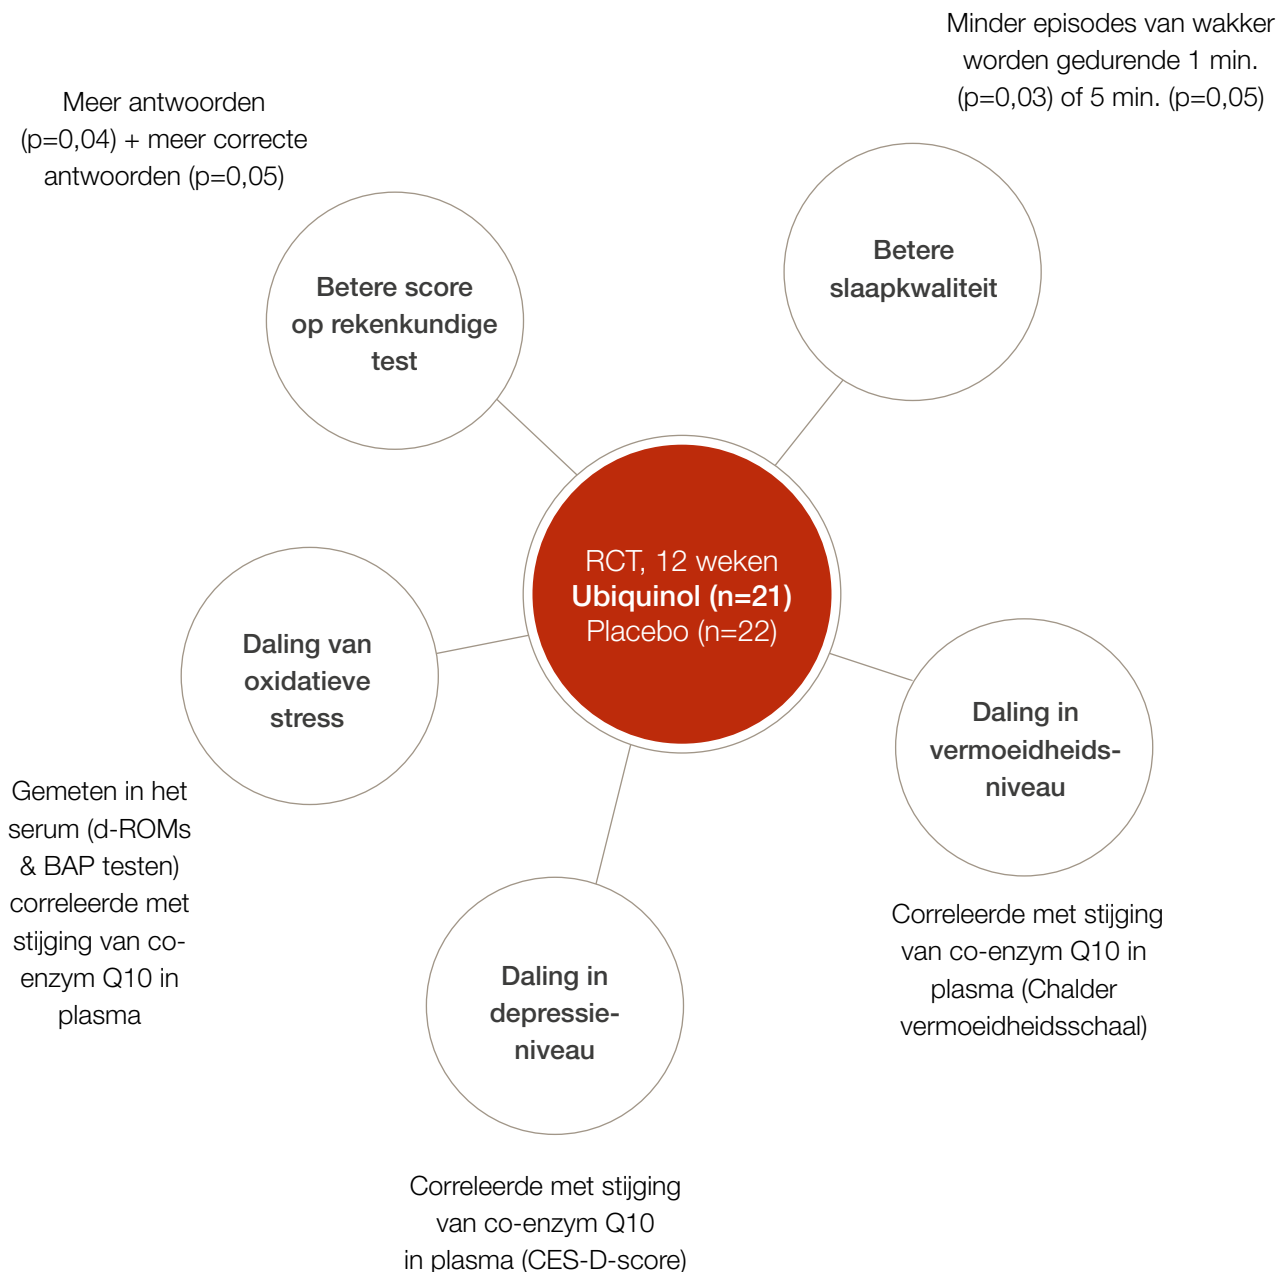 Minder episodes van wakker
worden gedurende 1 min.
(p=0,03) of 5 min. (p=0,05)
Meer antwoorden
(p=0,04) + meer correcte
antwoorden (p=0,05)
Betere
slaapkwaliteit
Betere score
op rekenkundige
test
RCT, 12 weken
Ubiquinol (n=21)
Placebo (n=22)
Daling van
oxidatieve
stress
Daling in
vermoeidheids-
niveau
Gemeten in het
serum (d-ROMs
& BAP testen)
correleerde met
stijging van co-
enzym Q10 in
plasma
Correleerde met stijging
van co-enzym Q10 in
plasma (Chalder
vermoeidheidsschaal)
Daling in
depressie-
niveau
Correleerde met stijging
van co-enzym Q10
in plasma (CES-D-score)